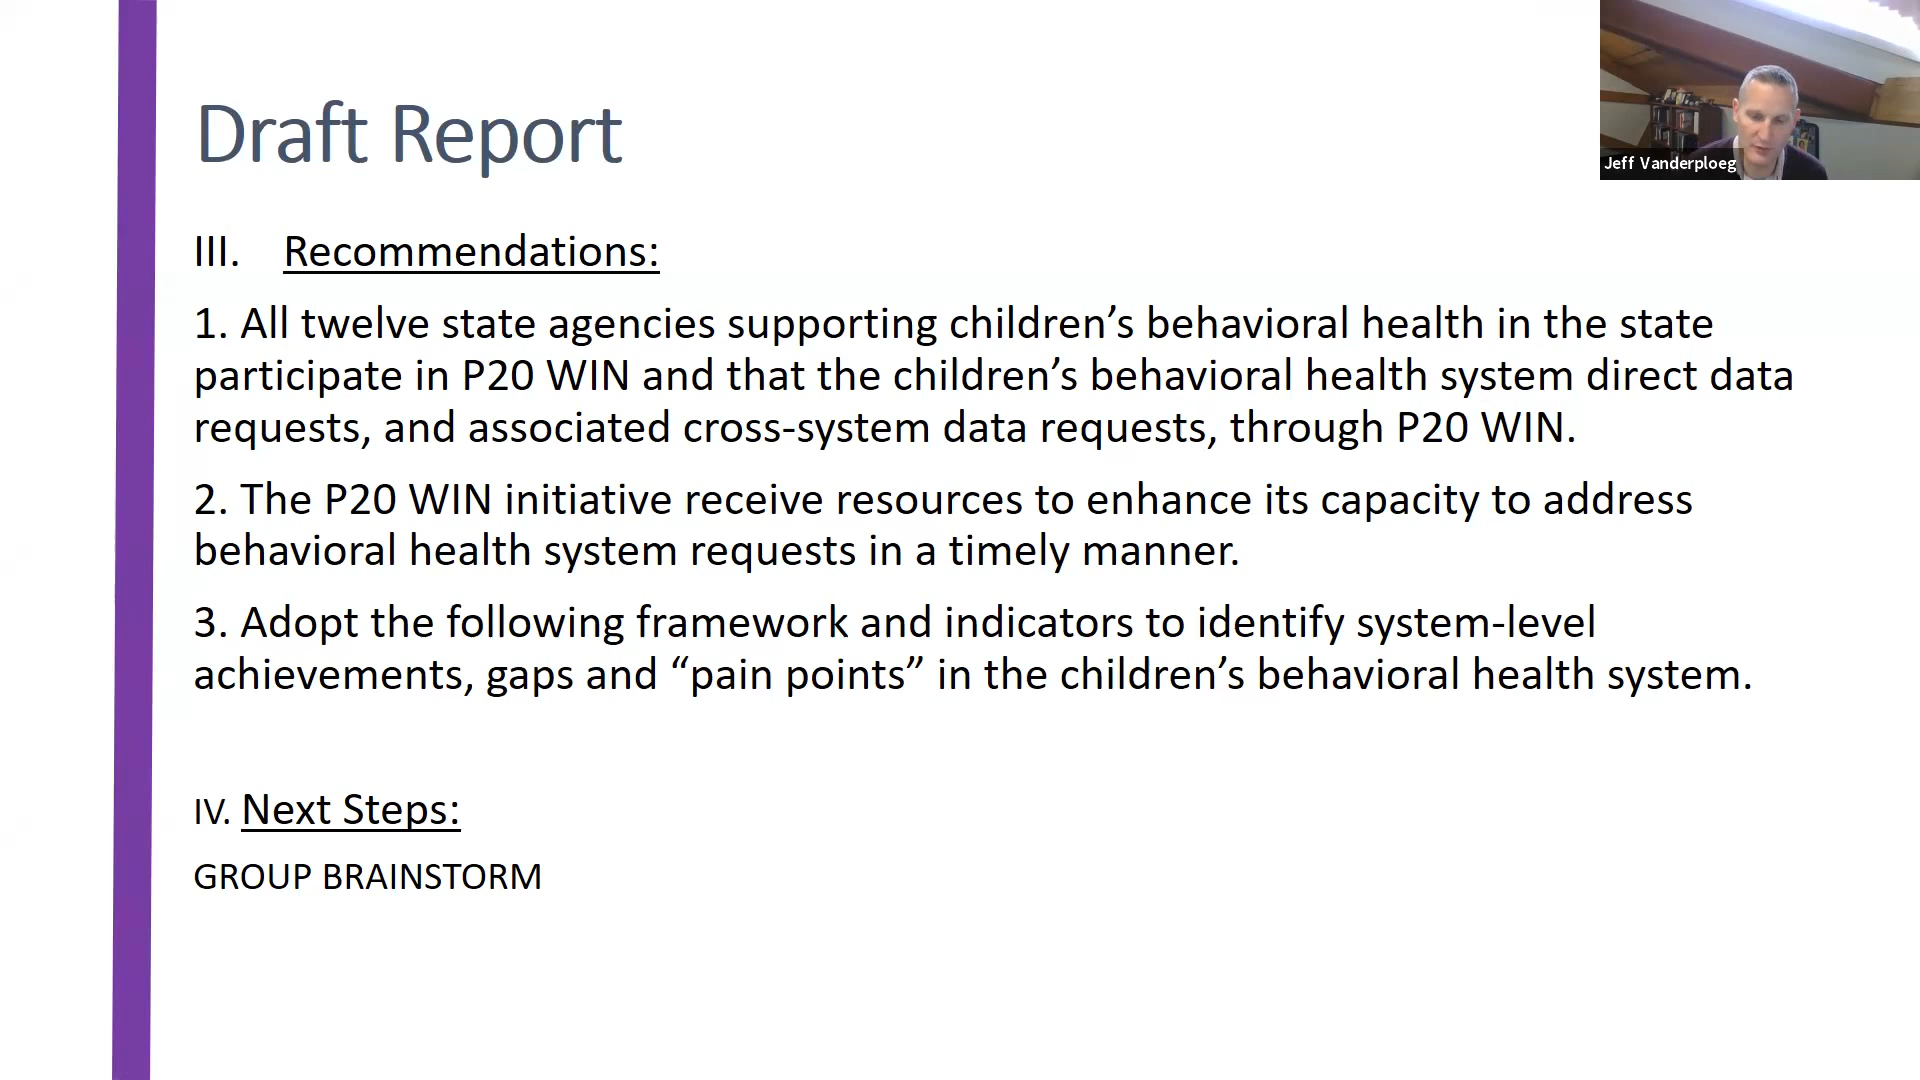 Draft Report
Jeff Vanderploeg
III. Recommendations:
1. All twelve state agencies supporting children’s behavioral health in the state
participate in P20 WIN and that the children’s behavioral health system direct data
requests, and associated cross-system data requests, through P20 WIN.
2. The P20 WIN initiative receive resources to enhance its capacity to address
behavioral health system requests in a timely manner.
3. Adopt the following framework and indicators to identify system-level
achievements, gaps and “pain points” in the children’s behavioral health system.
IV. Next Steps:
GROUP BRAINSTORM